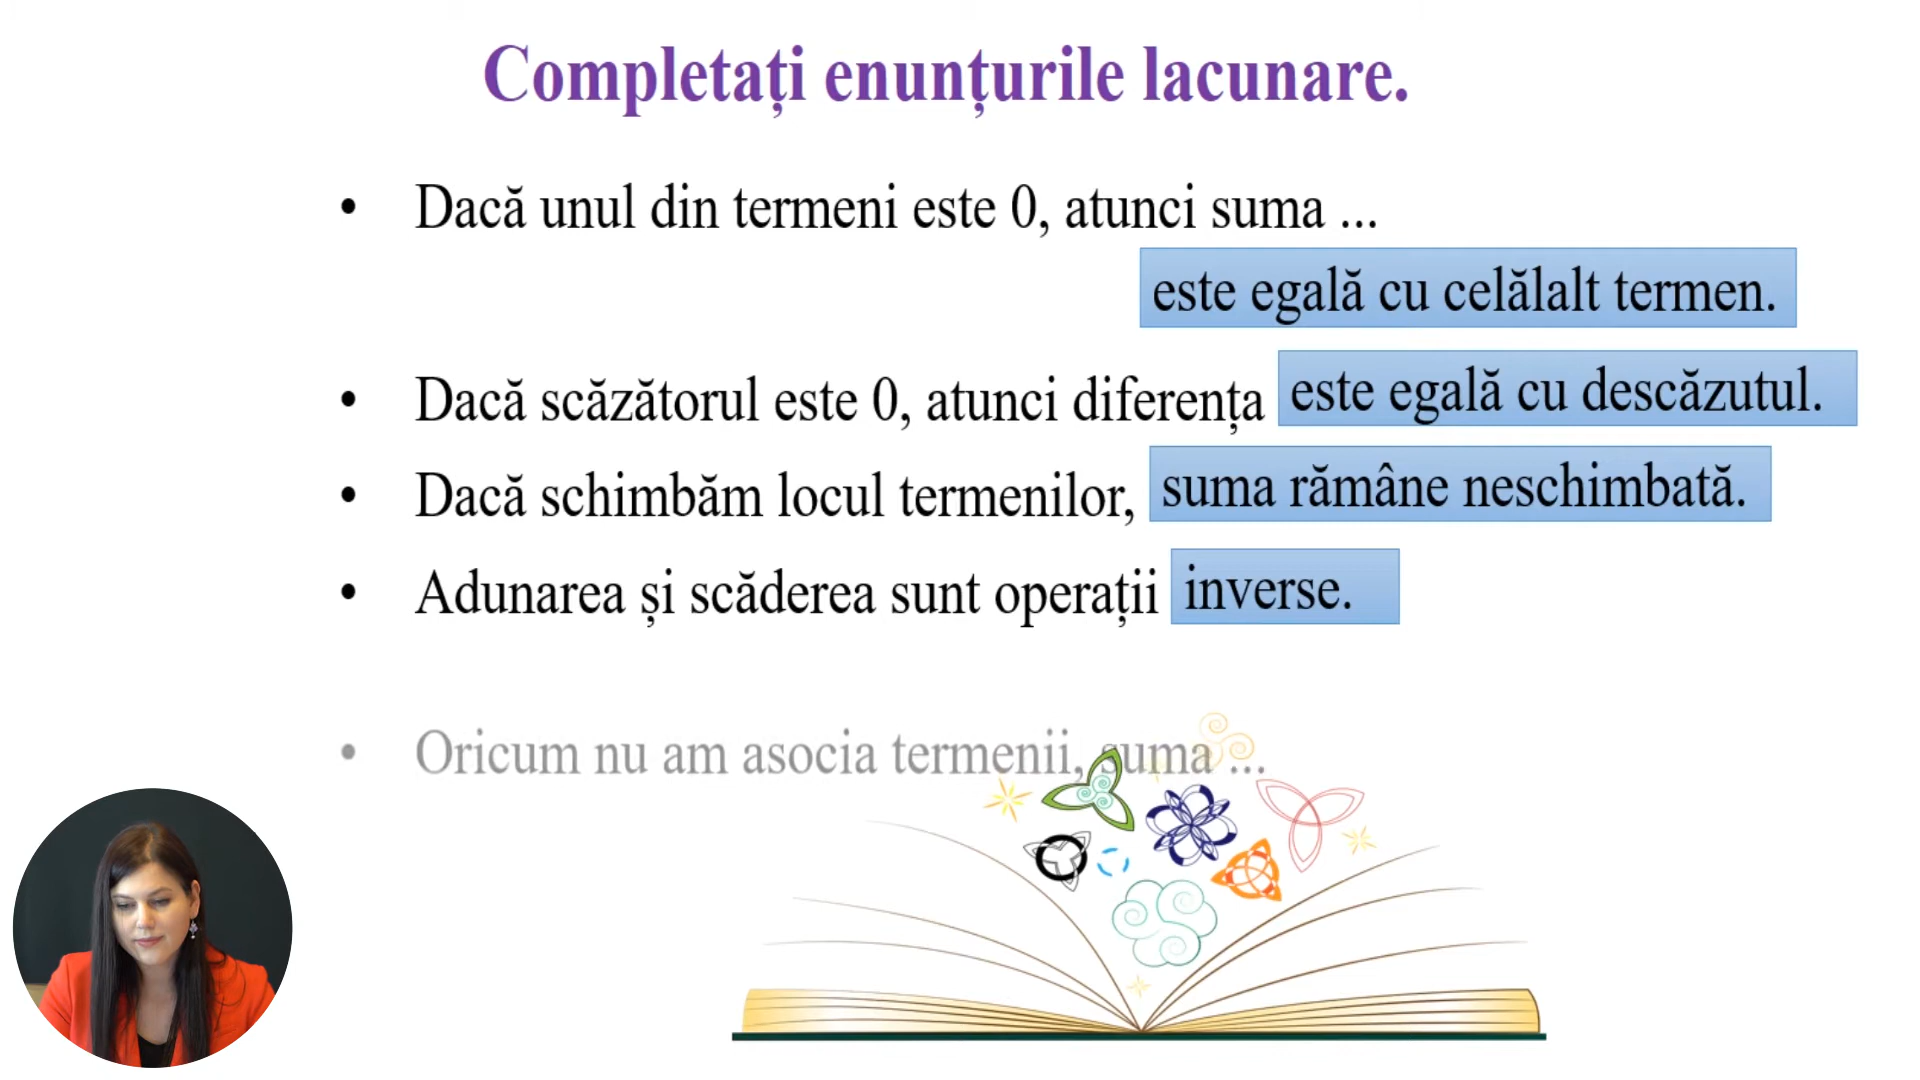 Completați enunțurile lacunare.
• Dacă unul din termeni este 0, atunci suma ...
este egală cu celălalt termen.
• Dacă scăzătorul este 0, atunci diferența este egală cu descăzutul.
• Dacă schimbăm locul termenilor, suma rămâne neschimbată.
• Adunarea și scăderea sunt operații inverse.
• Oricum nu am asocia termenii, suma ...